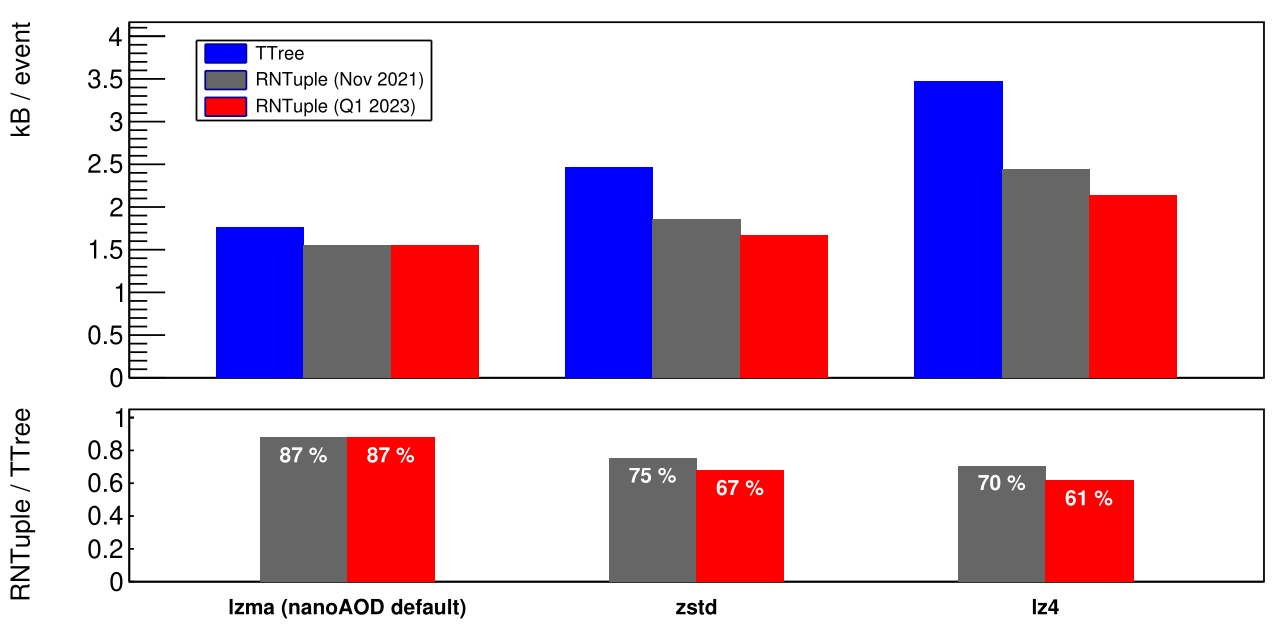 kB / event
4
3.5
3
2.5
2
1.5
1
0.5
0
TTree
RNTuple (Nov 2021)
RNTuple (Q1 2023)
RNTuple / TTree
1
0.8
0.6
0.4
0.2
0
87 % 87 % 75 % 67 % 70 % 61 %
lzma (nanoAOD default) zstd lz4